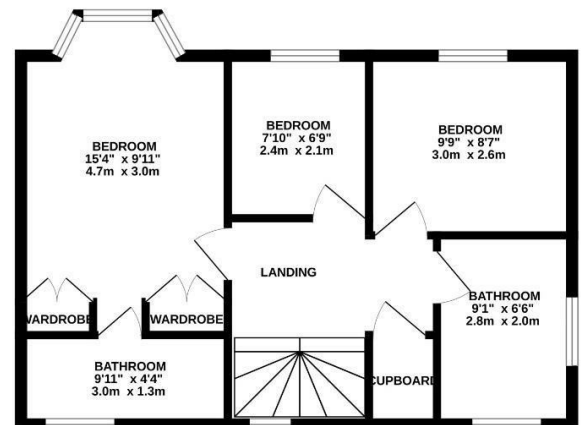 BEDROOM
15'4" x 9'11"
4.7m x 3.0m
BEDROOM
7'10" x 6'9"
2.4m x 2.1m
BEDROOM
9'9" x 8'7"
3.0m x 2.6m
LANDING
WARDROBE
WARDROBE
BATHROOM
9'11" x 4'4"
3.0m x 1.3m
CUPBOARD
BATHROOM
9'1" x 6'6"
2.8m x 2.0m